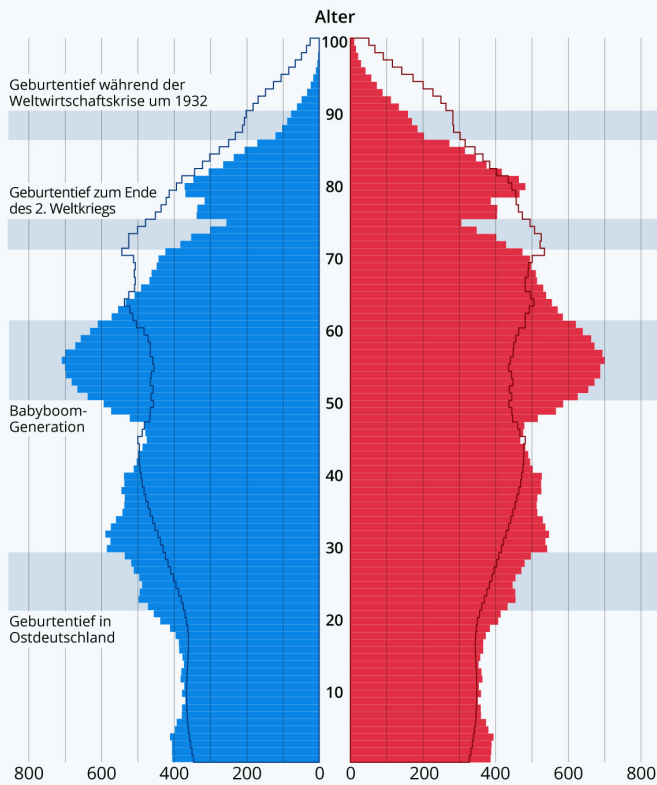 Alter
100
Geburtentief während der
Weltwirtschaftskrise um 1932
90
Geburtentief zum Ende
des 2. Weltkriegs
80
70
60
50
Babyboom-
Generation
40
30
20
Geburtentief in
Ostdeutschland
10
800 600 400 200 0 0 200 400 600 800